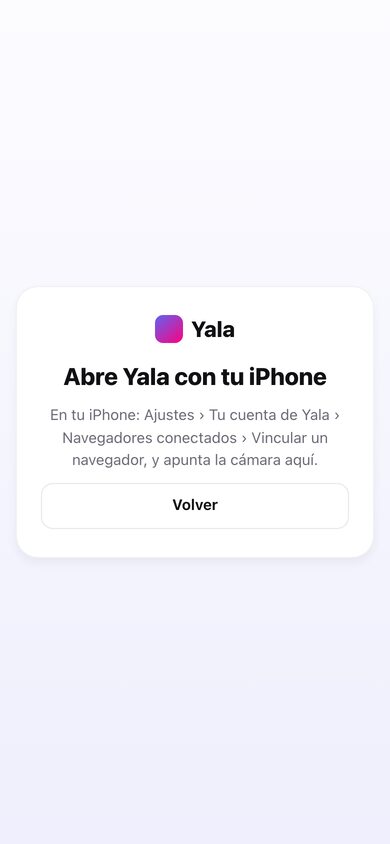 Yala
Abre Yala con tu iPhone
En tu iPhone: Ajustes › Tu cuenta de Yala ›
Navegadores conectados › Vincular un
navegador, y apunta la cámara aquí.
Volver